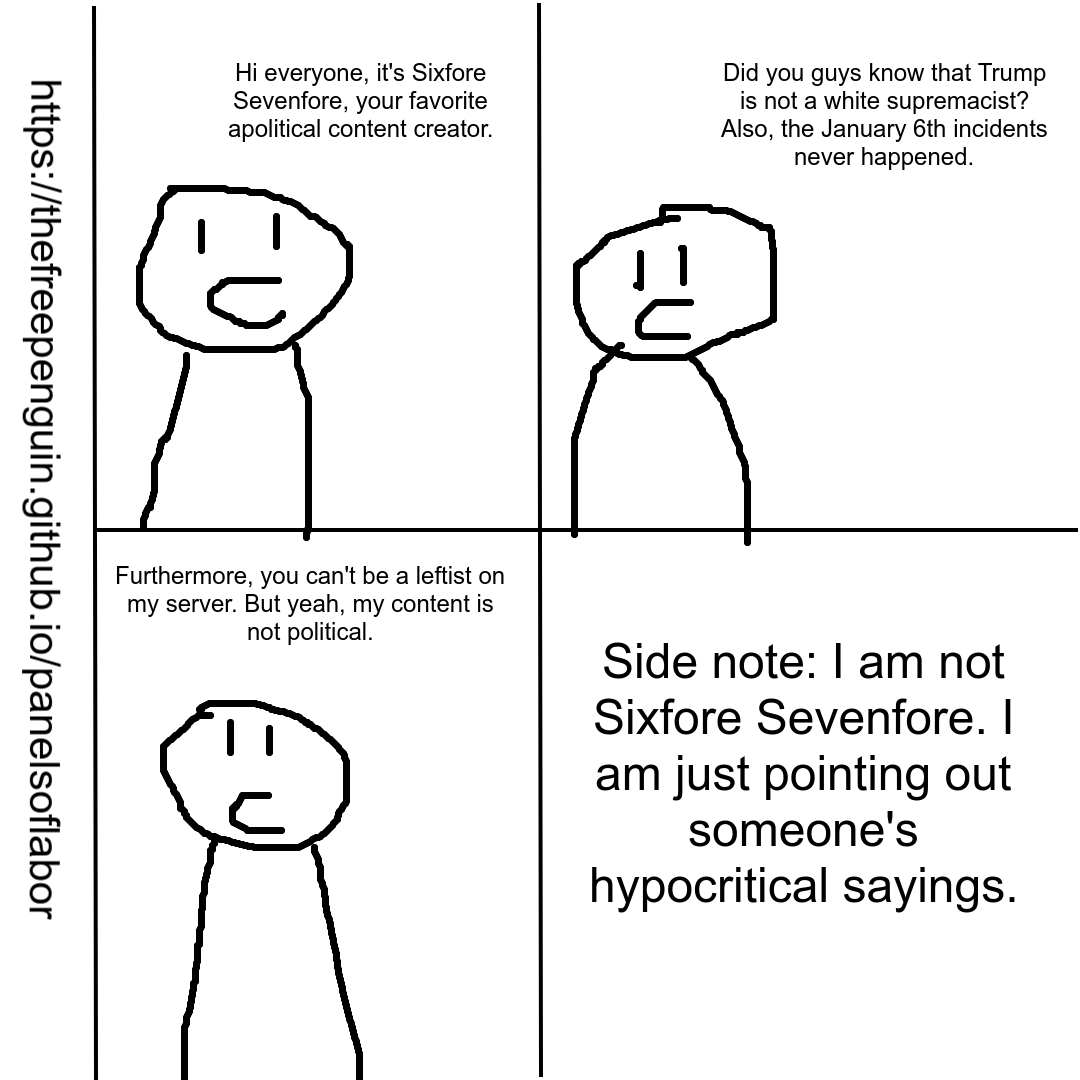 https://thefreepenguin.github.io/panelsoflabor
Hi everyone, it's Sixfore
Sevenfore, your favorite
apolitical content creator.
Did you guys know that Trump
is not a white supremacist?
Also, the January 6th incidents
never happened.
Furthermore, you can't be a leftist on
my server. But yeah, my content is
not political.
Side note: I am not
Sixfore Sevenfore. I
am just pointing out
someone's
hypocritical sayings.